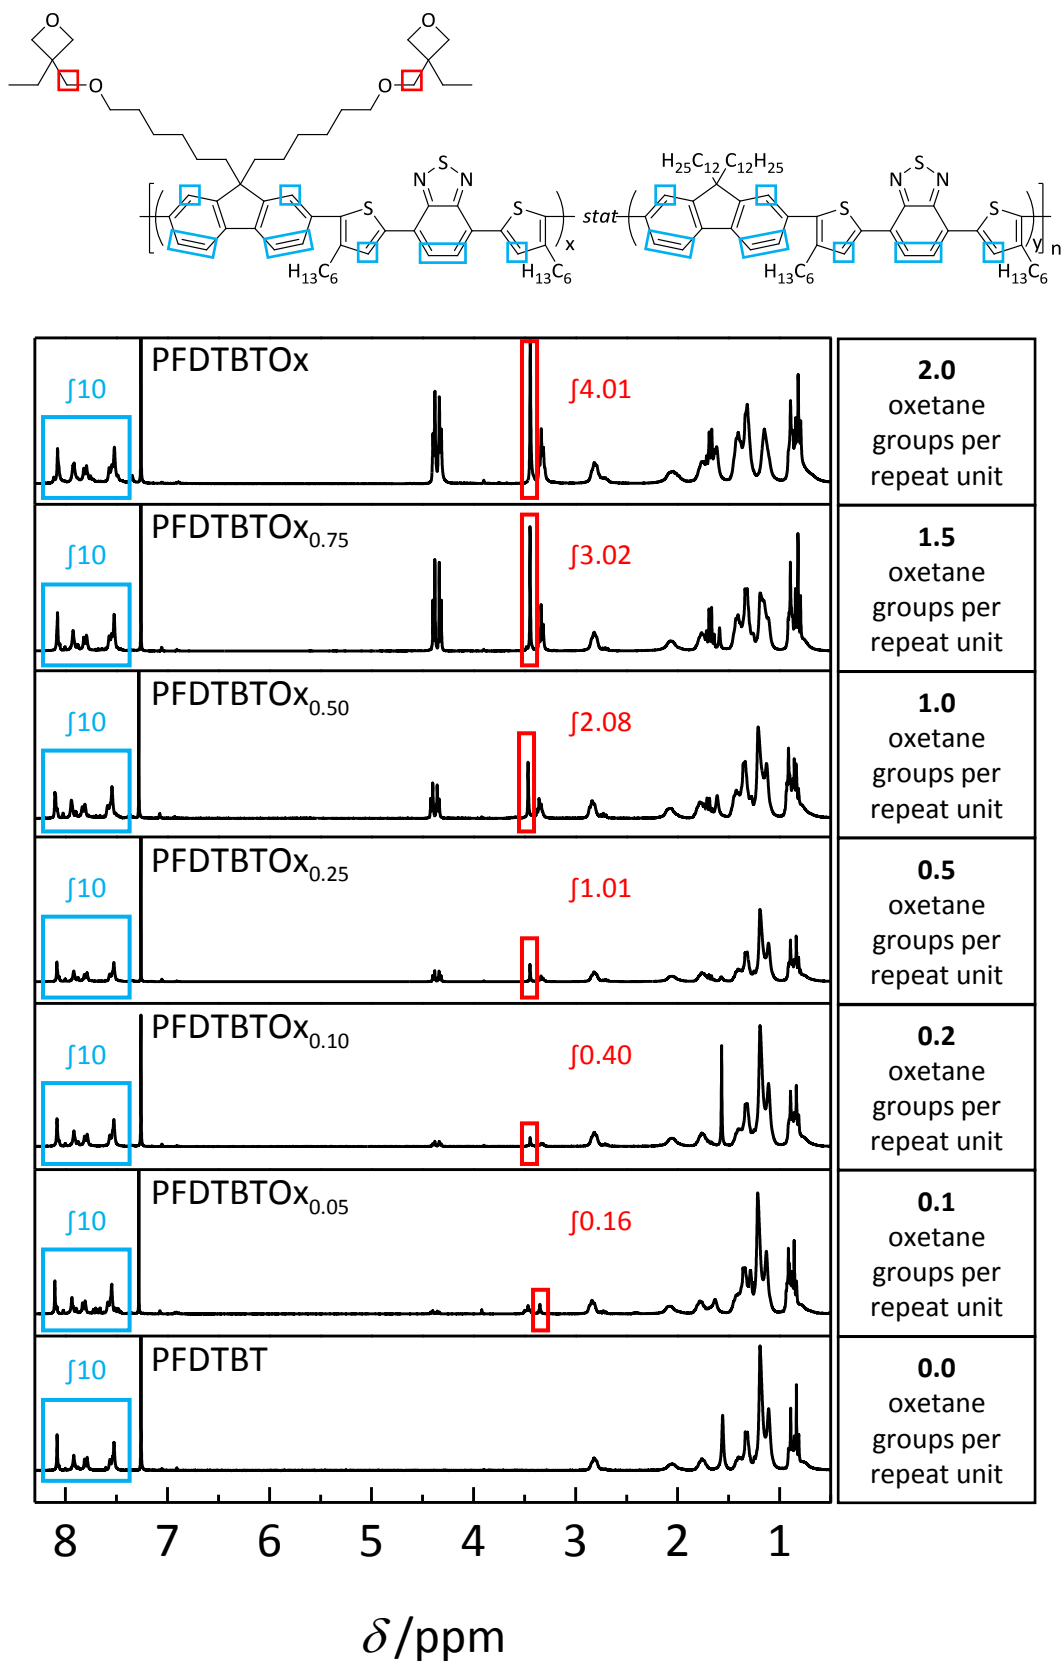 O O
O O
H25C12 C12H25
S S
N N N N
S S stat S S
x y n
H13C6 H13C6 H13C6 H13C6
PFDTBTOx
∫10 ∫4.01
2.0
oxetane
groups per
repeat unit
PFDTBTOx0.75
∫10 ∫3.02
1.5
oxetane
groups per
repeat unit
PFDTBTOx0.50
∫10 ∫2.08
1.0
oxetane
groups per
repeat unit
PFDTBTOx0.25
∫10 ∫1.01
0.5
oxetane
groups per
repeat unit
PFDTBTOx0.10
∫10 ∫0.40
0.2
oxetane
groups per
repeat unit
PFDTBTOx0.05
∫10 ∫0.16
0.1
oxetane
groups per
repeat unit
PFDTBT
∫10
0.0
oxetane
groups per
repeat unit
8 7 6 5 4 3 2 1
δ/ppm